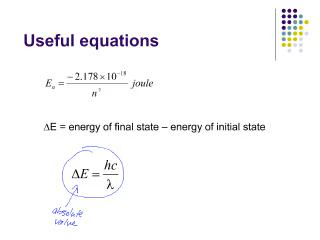 Useful equations
Eₙ = −2.178×10⁻¹⁸ / n² joule
ΔE = energy of final state – energy of initial state
ΔE = hc / λ
absolute
value